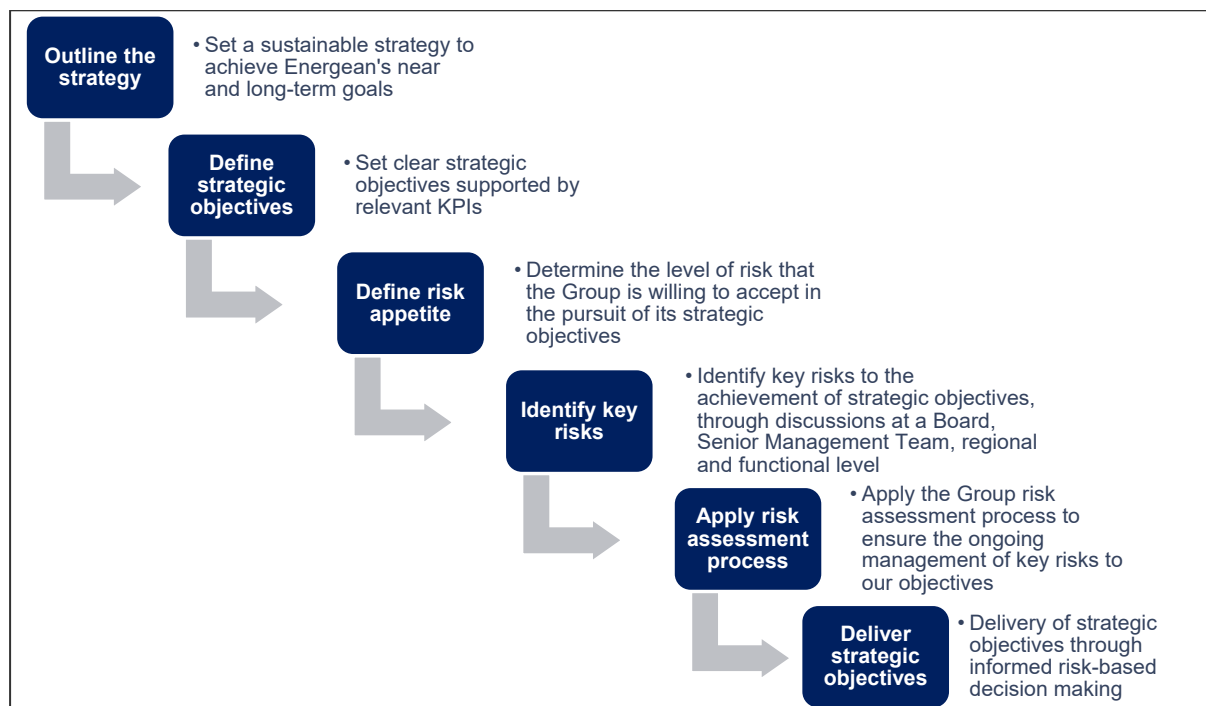 Outline the
strategy
• Set a sustainable strategy to
achieve Energean's near
and long-term goals
Define
strategic
objectives
• Set clear strategic
objectives supported by
relevant KPIs
Define risk
appetite
• Determine the level of risk that
the Group is willing to accept in
the pursuit of its strategic
objectives
Identify key
risks
• Identify key risks to the
achievement of strategic objectives,
through discussions at a Board,
Senior Management Team, regional
and functional level
Apply risk
assessment
process
• Apply the Group risk
assessment process to
ensure the ongoing
management of key risks to
our objectives
Deliver
strategic
objectives
• Delivery of strategic
objectives through
informed risk-based
decision making